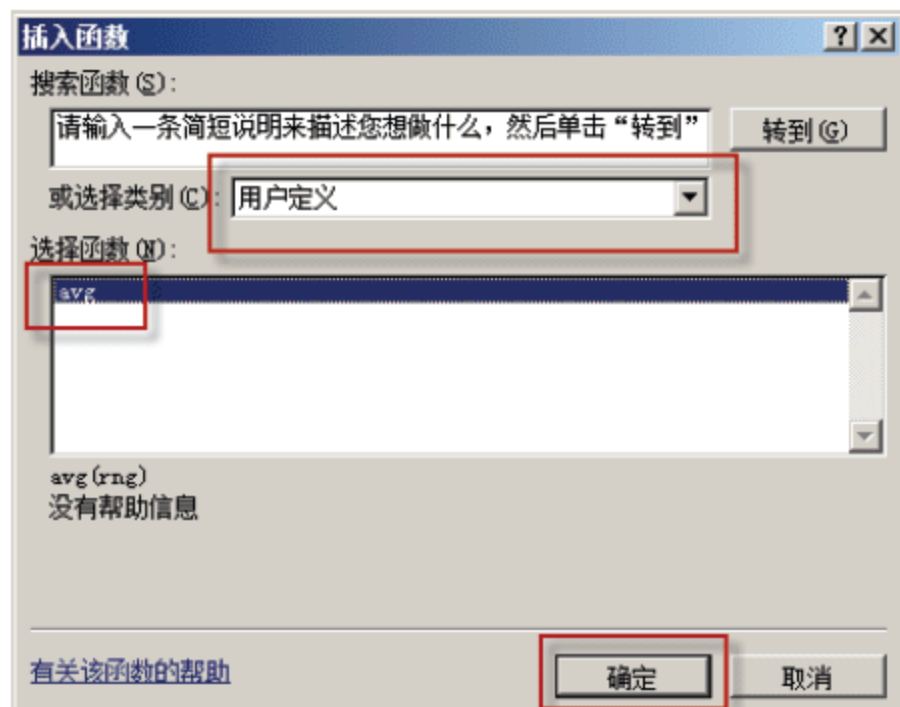 插入函数
搜索函数(S):
请输入一条简短说明来描述您想做什么，然后单击“转到”
转到(G)
或选择类别(C):
用户定义
选择函数(N):
avg
avg(rng)
没有帮助信息
有关该函数的帮助
确定
取消